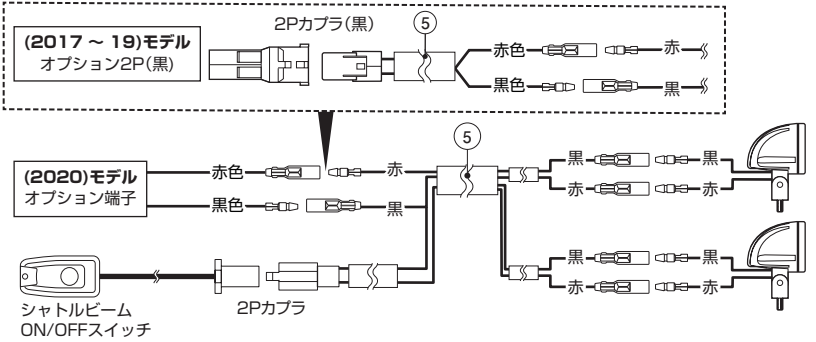 (2017 ~ 19)モデル
オプション2P(黒)
2Pカプラ(黒)
5
赤色
赤
黒色
黒
(2020)モデル
オプション端子
赤色
赤
黒色
黒
5
黒
黒
赤
赤
黒
黒
赤
赤
シャトルビーム
ON/OFFスイッチ
2Pカプラ